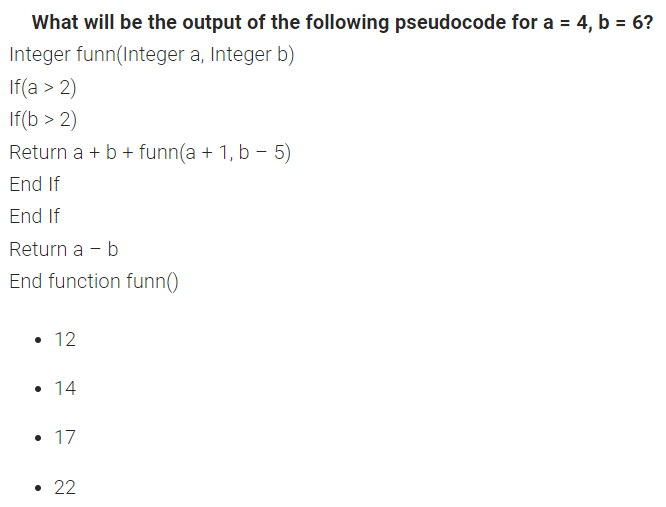 What will be the output of the following pseudocode for a = 4, b = 6?
Integer funn(Integer a, Integer b)
If(a > 2)
If(b > 2)
Return a + b + funn(a + 1, b – 5)
End If
End If
Return a – b
End function funn()
• 12
• 14
• 17
• 22